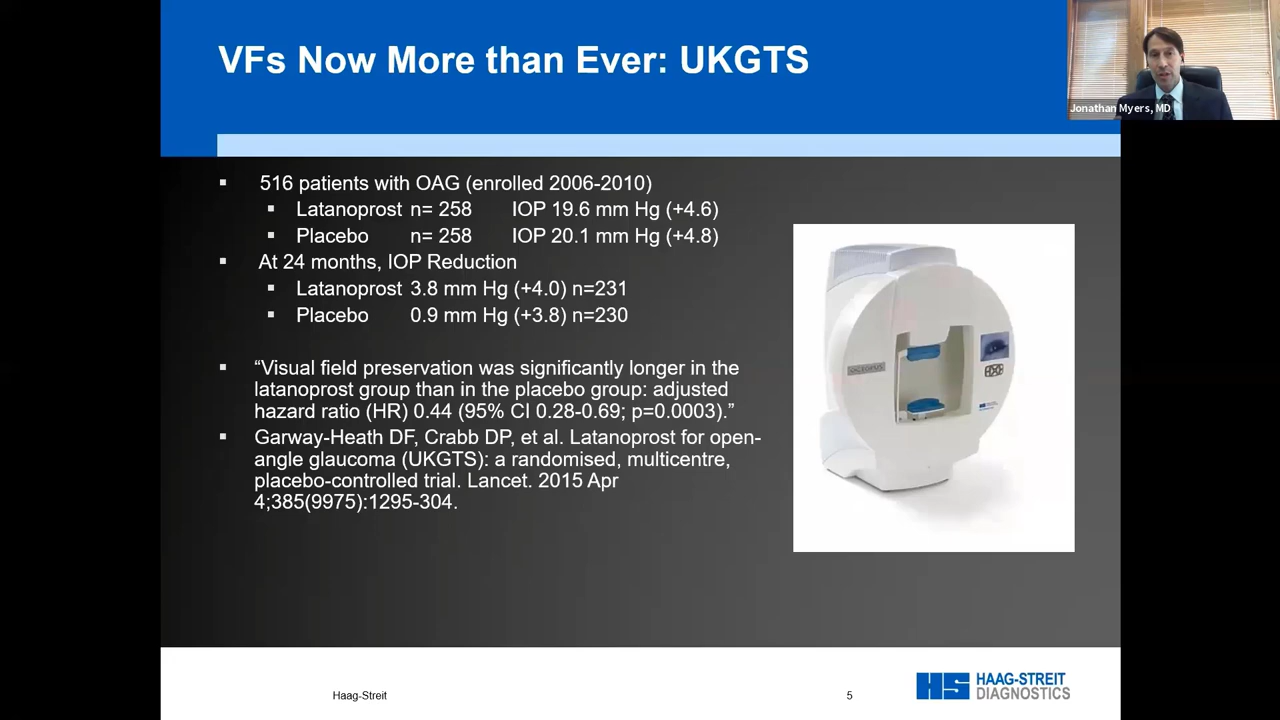 VFs Now More than Ever: UKGTS
Jonathan Myers, MD
516 patients with OAG (enrolled 2006-2010)
Latanoprost n= 258 IOP 19.6 mm Hg (+4.6)
Placebo n= 258 IOP 20.1 mm Hg (+4.8)
At 24 months, IOP Reduction
Latanoprost 3.8 mm Hg (+4.0) n=231
Placebo 0.9 mm Hg (+3.8) n=230
“Visual field preservation was significantly longer in the
latanoprost group than in the placebo group: adjusted
hazard ratio (HR) 0.44 (95% CI 0.28-0.69; p=0.0003).”
Garway-Heath DF, Crabb DP, et al. Latanoprost for open-
angle glaucoma (UKGTS): a randomised, multicentre,
placebo-controlled trial. Lancet. 2015 Apr
4;385(9975):1295-304.
OCTOPUS
Haag-Streit
5
HS HAAG-STREIT
DIAGNOSTICS